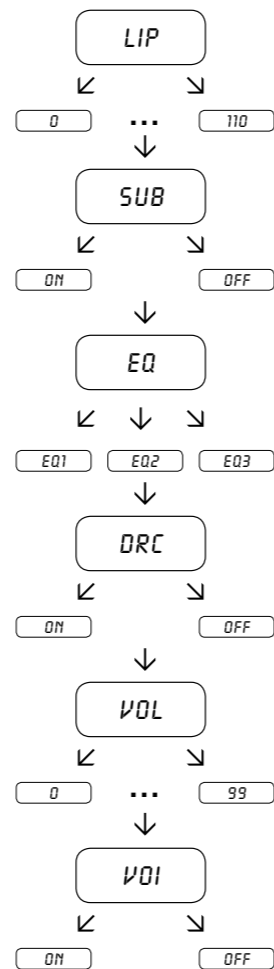 LIP
0 ... 110
SUB
ON OFF
EQ
EQ1 EQ2 EQ3
DRC
ON OFF
VOL
0 ... 99
VOI
ON OFF